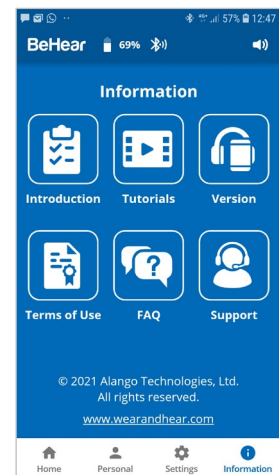 57% 12:47
BeHear 69%
Information
Introduction Tutorials Version
Terms of Use FAQ Support
© 2021 Alango Technologies, Ltd.
All rights reserved.
www.wearandhear.com
Home Personal Settings Information